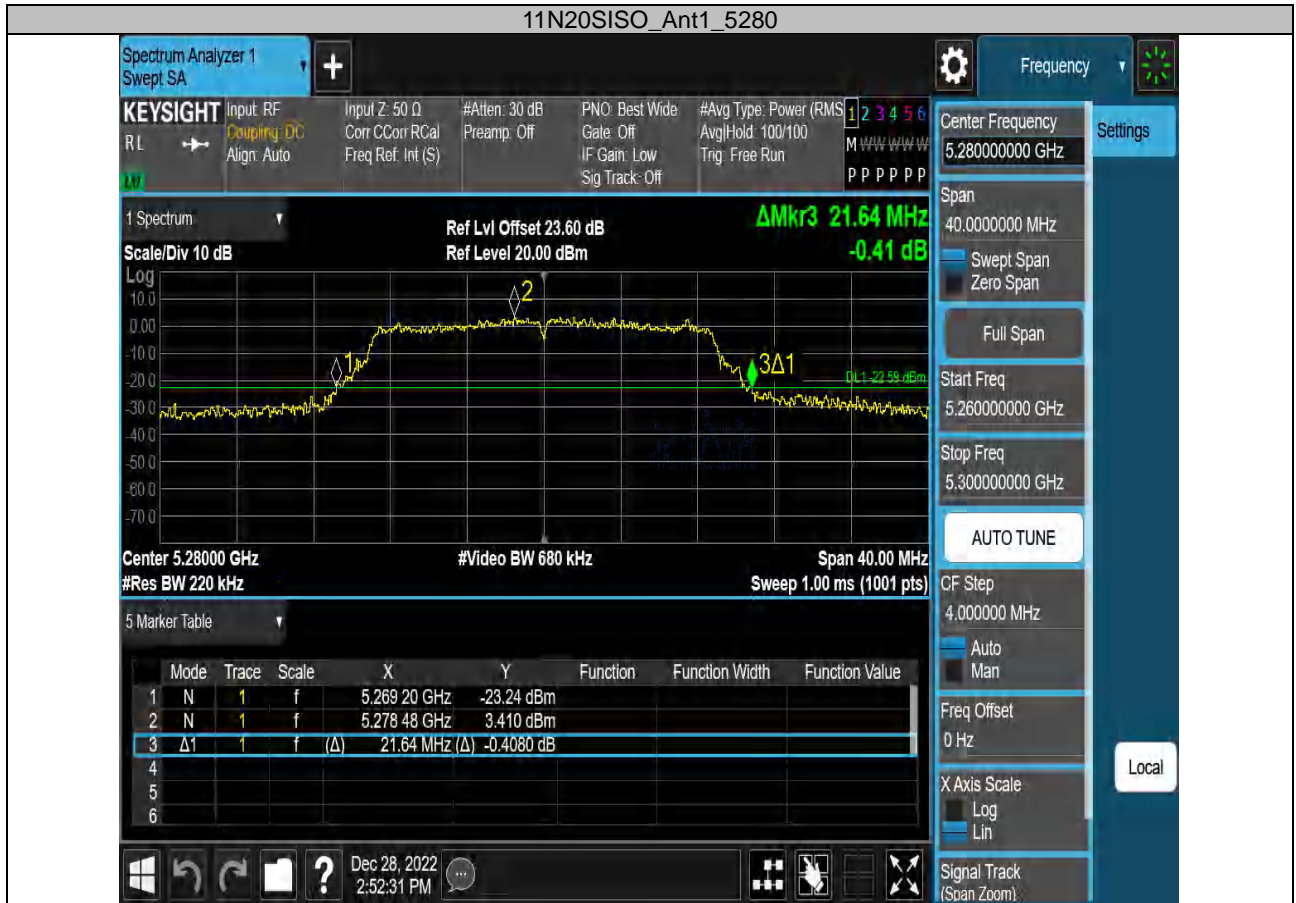 11N20SISO_Ant1_5280
Spectrum Analyzer 1
Swept SA
+
Frequency
KEYSIGHT
RL
Input: RF
Coupling: DC
Align: Auto
Input Z: 50 Ω
Corr CCorr RCal
Freq Ref: Int (S)
#Atten: 30 dB
Preamp: Off
PNO: Best Wide
Gate: Off
IF Gain: Low
Sig Track: Off
#Avg Type: Power (RMS
Avg|Hold: 100/100
Trig: Free Run
1 2 3 4 5 6
M W W W W W
P P P P P P
Center Frequency
5.280000000 GHz
Settings
Span
40.0000000 MHz
Swept Span
Zero Span
Full Span
Start Freq
5.260000000 GHz
Stop Freq
5.300000000 GHz
AUTO TUNE
CF Step
4.000000 MHz
Auto
Man
Freq Offset
0 Hz
X Axis Scale
Log
Lin
Signal Track
(Span Zoom)
Local
1 Spectrum
Scale/Div 10 dB
Ref Lvl Offset 23.60 dB
Ref Level 20.00 dBm
ΔMkr3 21.64 MHz
-0.41 dB
Log
10.0
0.00
-10.0
-20.0
-30.0
-40.0
-50.0
-60.0
-70.0
1
2
3Δ1
DL1 -22.59 dBm
Center 5.28000 GHz
#Video BW 680 kHz
Span 40.00 MHz
#Res BW 220 kHz
Sweep 1.00 ms (1001 pts)
5 Marker Table
Mode Trace Scale X Y Function Function Width Function Value
1 N 1 f 5.269 20 GHz -23.24 dBm
2 N 1 f 5.278 48 GHz 3.410 dBm
3 Δ1 1 f (Δ) 21.64 MHz (Δ) -0.4080 dB
4
5
6
?
Dec 28, 2022
2:52:31 PM